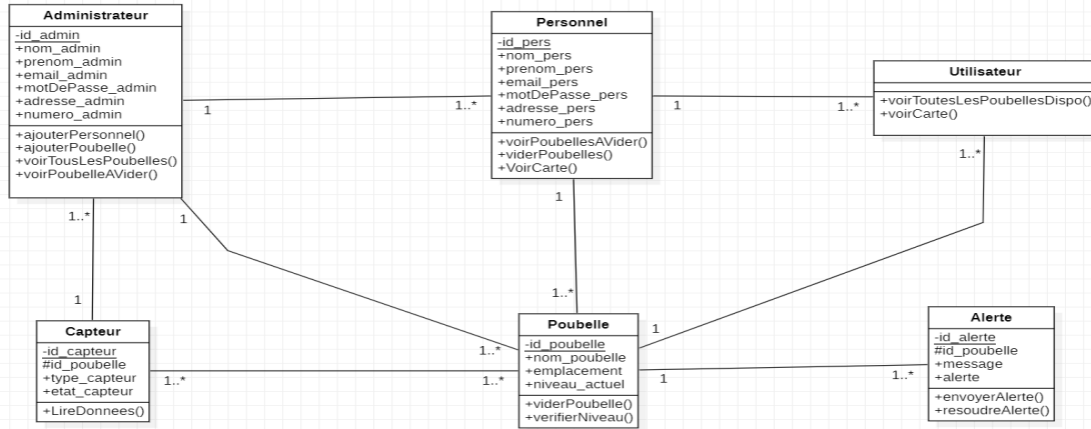 Administrateur
-id_admin
+nom_admin
+prenom_admin
+email_admin
+motDePasse_admin
+adresse_admin
+numero_admin
+ajouterPersonnel()
+ajouterPoubelle()
+voirTousLesPoubelles()
+voirPoubelleAVider()
1
1..*
Personnel
-id_pers
+nom_pers
+prenom_pers
+email_pers
+motDePasse_pers
+adresse_pers
+numero_pers
+voirPoubellesAVider()
+viderPoubelles()
+VoirCarte()
1
1..*
Utilisateur
+voirToutesLesPoubellesDispo()
+voirCarte()
1..*
1..*
1
1
1
1..*
1
1..*
Capteur
-id_capteur
#id_poubelle
+type_capteur
+etat_capteur
+LireDonnees()
1..*
1..*
Poubelle
-id_poubelle
+nom_poubelle
+emplacement
+niveau_actuel
+viderPoubelle()
+verifierNiveau()
1
1..*
Alerte
-id_alerte
#id_poubelle
+message
+alerte
+envoyerAlerte()
+resoudreAlerte()